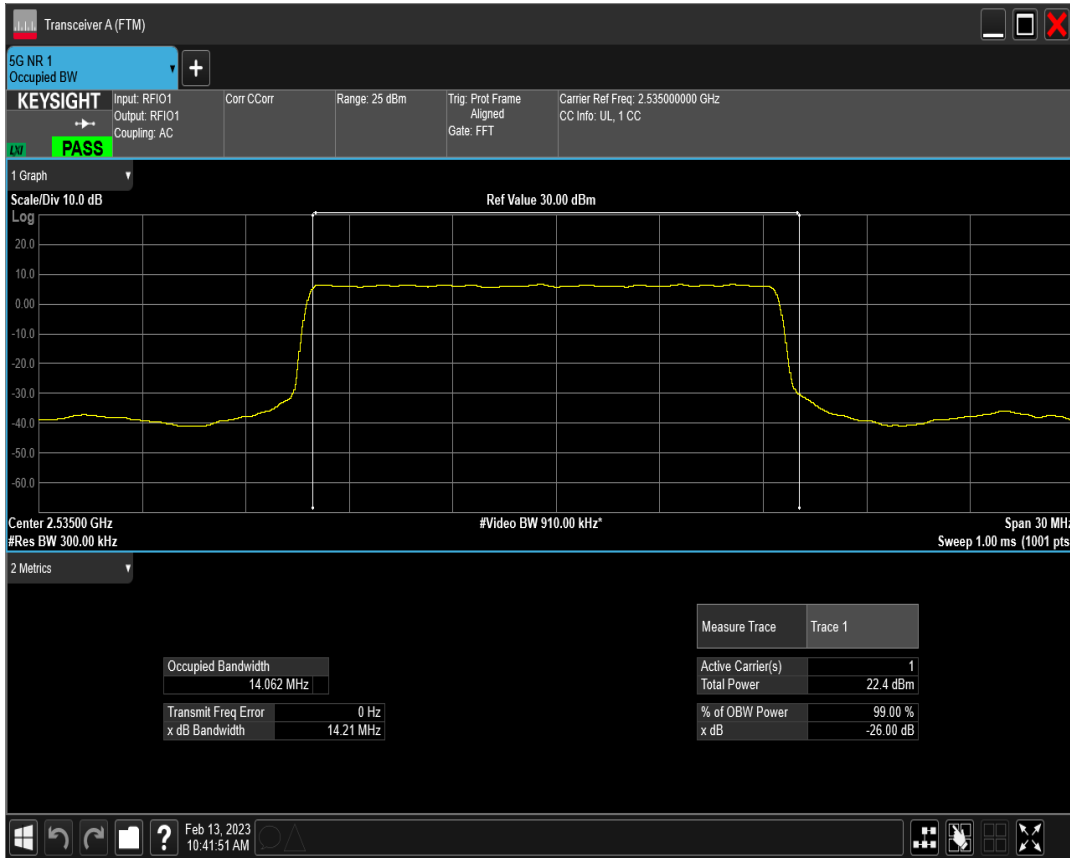 Transceiver A (FTM)
5G NR 1
Occupied BW
+
KEYSIGHT
LXI
PASS
Input: RFIO1
Output: RFIO1
Coupling: AC
Corr CCorr
Range: 25 dBm
Trig: Prot Frame
Aligned
Gate: FFT
Carrier Ref Freq: 2.535000000 GHz
CC Info: UL, 1 CC
1 Graph
Scale/Div 10.0 dB
Ref Value 30.00 dBm
Log
20.0
10.0
0.00
-10.0
-20.0
-30.0
-40.0
-50.0
-60.0
Center 2.53500 GHz
#Video BW 910.00 kHz*
Span 30 MHz
#Res BW 300.00 kHz
Sweep 1.00 ms (1001 pts
2 Metrics
Measure Trace Trace 1
Occupied Bandwidth
14.062 MHz
Active Carrier(s) 1
Total Power 22.4 dBm
Transmit Freq Error 0 Hz
x dB Bandwidth 14.21 MHz
% of OBW Power 99.00 %
x dB -26.00 dB
?
Feb 13, 2023
10:41:51 AM